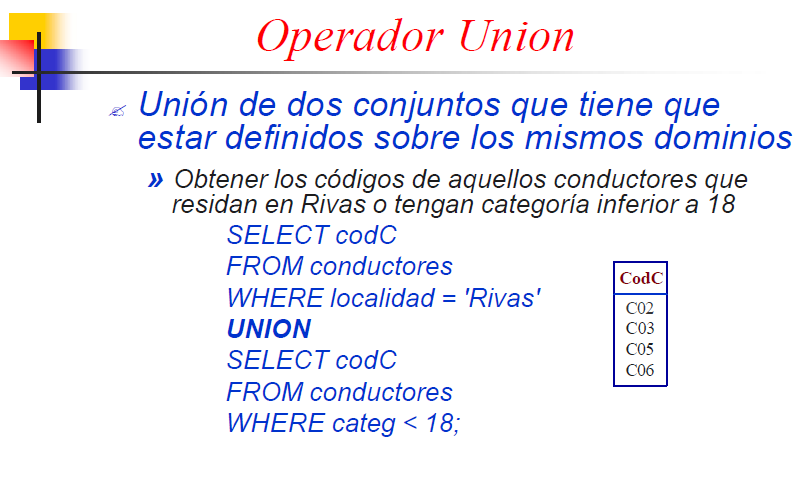 Operador Union
Unión de dos conjuntos que tiene que
estar definidos sobre los mismos dominios
» Obtener los códigos de aquellos conductores que
residan en Rivas o tengan categoría inferior a 18
SELECT codC
FROM conductores
WHERE localidad = 'Rivas'
UNION
SELECT codC
FROM conductores
WHERE categ < 18;
CodC
C02
C03
C05
C06